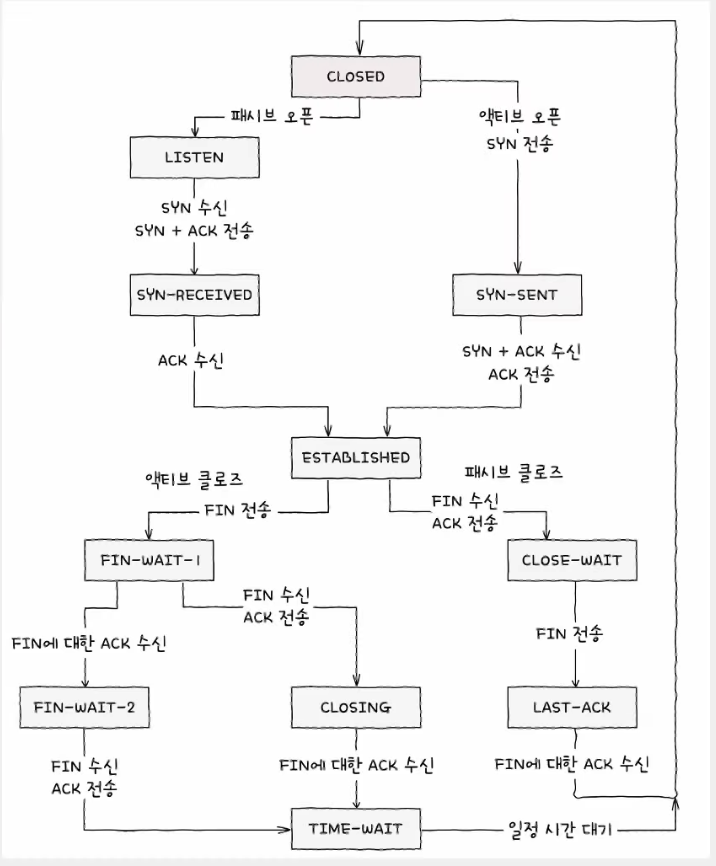 CLOSED
패시브 오픈
액티브 오픈
SYN 전송
LISTEN
SYN 수신
SYN + ACK 전송
SYN-RECEIVED
SYN-SENT
ACK 수신
SYN + ACK 수신
ACK 전송
ESTABLISHED
액티브 클로즈
패시브 클로즈
FIN 전송
FIN 수신
ACK 전송
FIN-WAIT-1
CLOSE-WAIT
FIN 수신
ACK 전송
FIN에 대한 ACK 수신
FIN 전송
FIN-WAIT-2
CLOSING
LAST-ACK
FIN 수신
ACK 전송
FIN에 대한 ACK 수신
FIN에 대한 ACK 수신
TIME-WAIT
일정 시간 대기